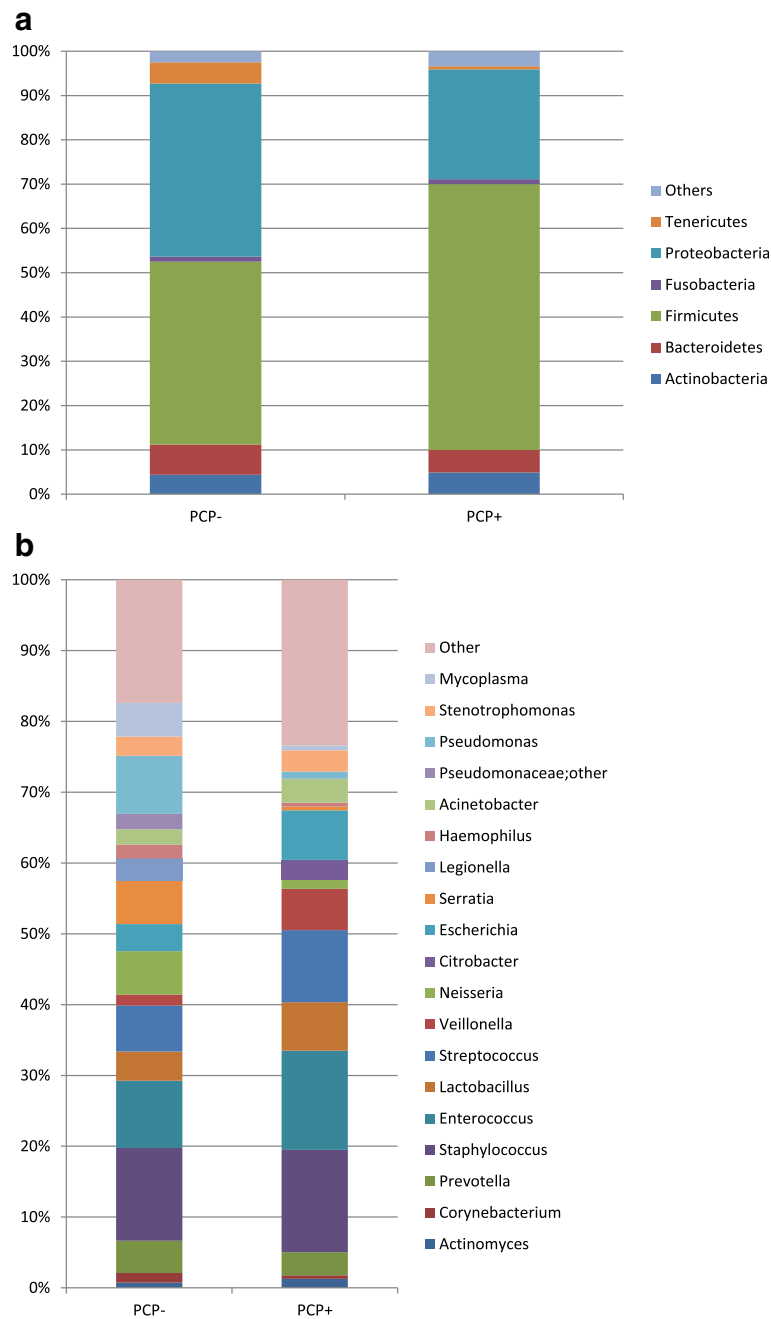 a
100%
90%
80%
70%
60%
50%
40%
30%
20%
10%
0%
PCP-
PCP+
Others
Tenericutes
Proteobacteria
Fusobacteria
Firmicutes
Bacteroidetes
Actinobacteria
b
100%
90%
80%
70%
60%
50%
40%
30%
20%
10%
0%
PCP-
PCP+
Other
Mycoplasma
Stenotrophomonas
Pseudomonas
Pseudomonaceae;other
Acinetobacter
Haemophilus
Legionella
Serratia
Escherichia
Citrobacter
Neisseria
Veillonella
Streptococcus
Lactobacillus
Enterococcus
Staphylococcus
Prevotella
Corynebacterium
Actinomyces